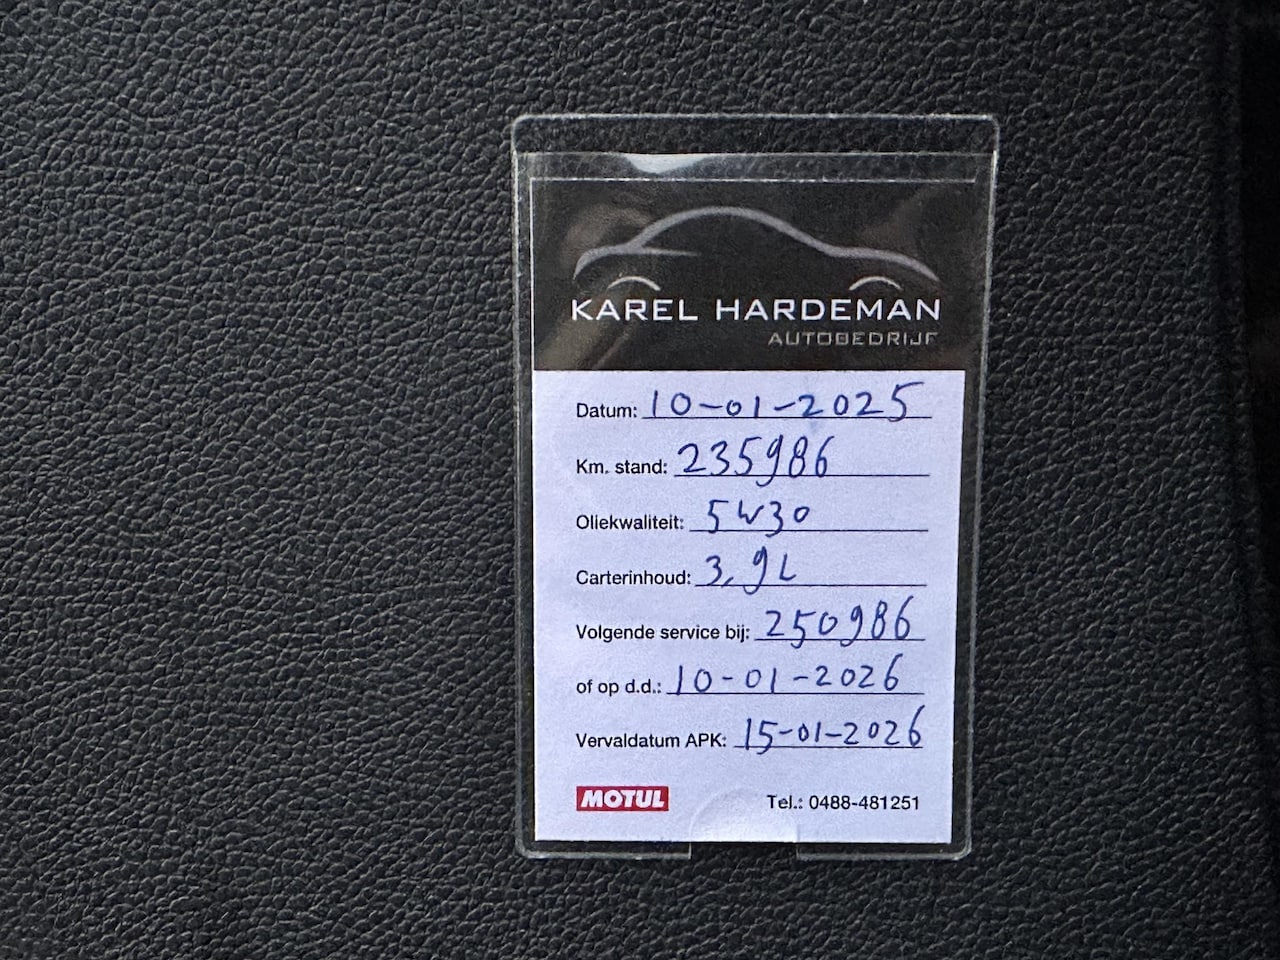 KAREL HARDEMAN
AUTOBEDRIJF
Datum: 10-01-2025
Km. stand: 235986
Oliekwaliteit: 5W30
Carterinhoud: 3,9L
Volgende service bij: 250986
of op d.d.: 10-01-2026
Vervaldatum APK: 15-01-2026
MOTUL Tel.: 0488-481251